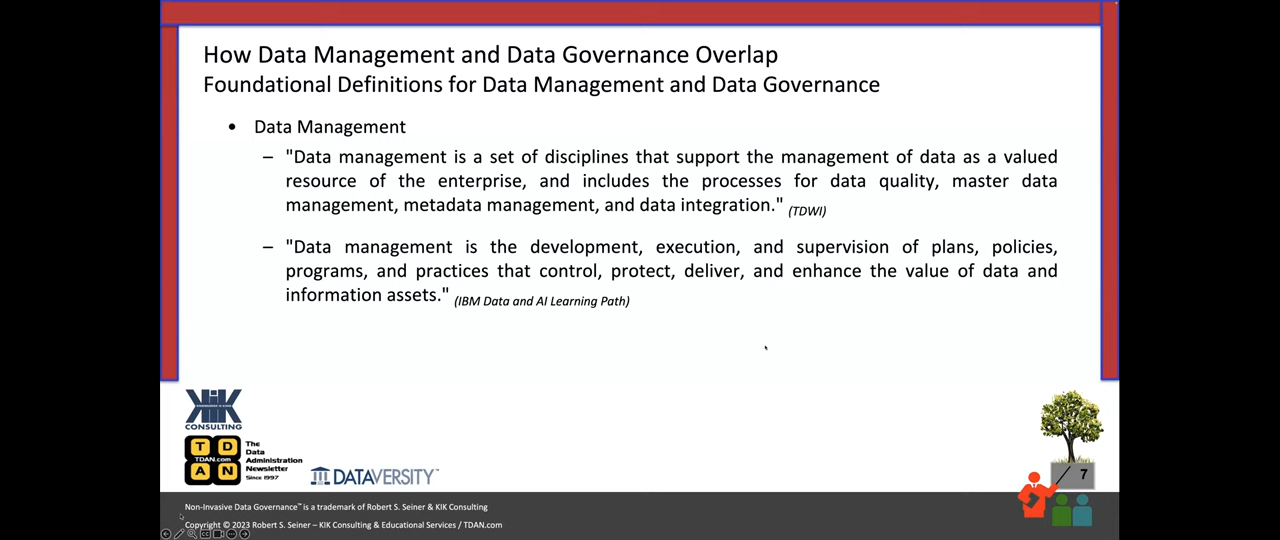 How Data Management and Data Governance Overlap
Foundational Definitions for Data Management and Data Governance
• Data Management
– "Data management is a set of disciplines that support the management of data as a valued
resource of the enterprise, and includes the processes for data quality, master data
management, metadata management, and data integration." (TDWI)
– "Data management is the development, execution, and supervision of plans, policies,
programs, and practices that control, protect, deliver, and enhance the value of data and
information assets." (IBM Data and AI Learning Path)
KIK
CONSULTING
T D
TDAN.com
A N
The
Data
Administration
Newsletter
Since 1997
DATAVERSITY™
7
Non-Invasive Data Governance™ is a trademark of Robert S. Seiner & KIK Consulting
Copyright © 2023 Robert S. Seiner – KIK Consulting & Educational Services / TDAN.com